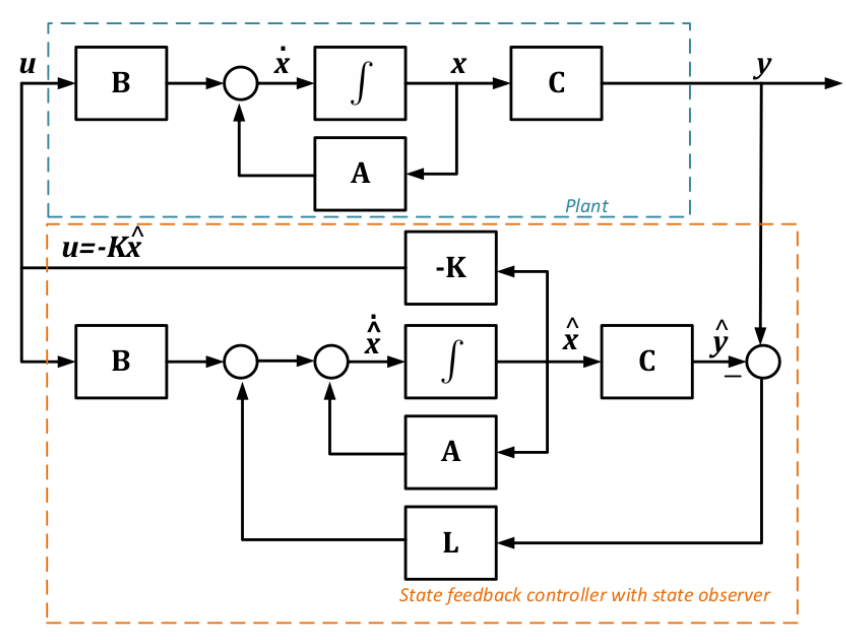 u B ẋ ∫ x C y
A
Plant
u=-Kx̂
-K
B x̂̇ ∫ x̂ C ŷ
−
A
L
State feedback controller with state observer